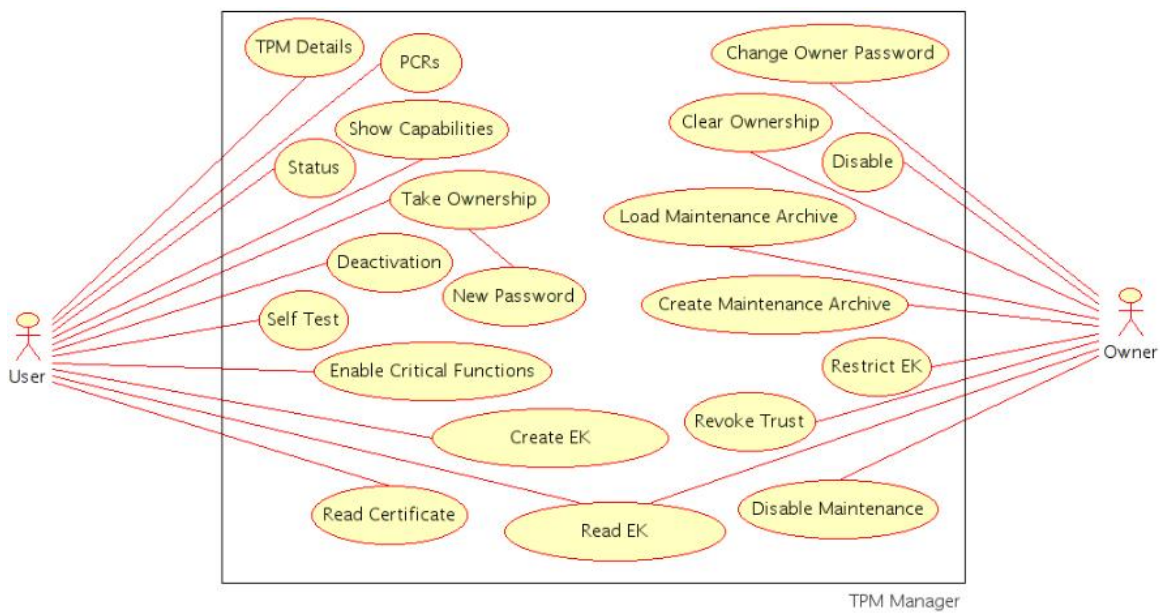 TPM Details
Change Owner Password
PCRs
Clear Ownership
Show Capabilities
Disable
Status
Take Ownership
Load Maintenance Archive
Deactivation
New Password
Create Maintenance Archive
Self Test
User
Owner
Enable Critical Functions
Restrict EK
Revoke Trust
Create EK
Read Certificate
Read EK
Disable Maintenance
TPM Manager